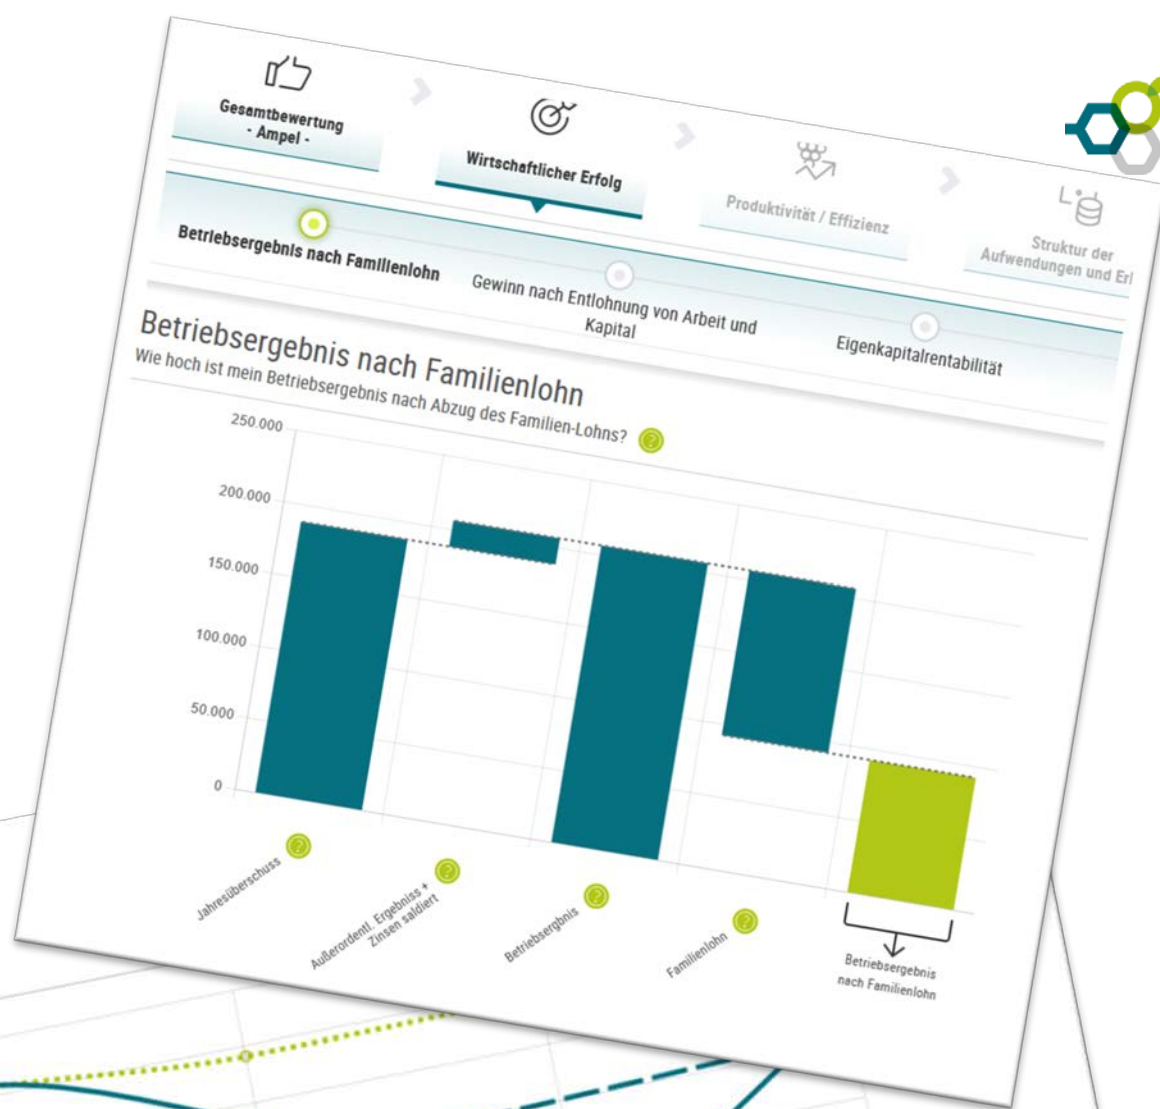 Gesamtbewertung
- Ampel -
Wirtschaftlicher Erfolg
Produktivität / Effizienz
Struktur der
Aufwendungen und Erl
Betriebsergebnis nach Familienlohn
Gewinn nach Entlohnung von Arbeit und
Kapital
Eigenkapitalrentabilität
Betriebsergebnis nach Familienlohn
Wie hoch ist mein Betriebsergebnis nach Abzug des Familien-Lohns? ?
250.000
200.000
150.000
100.000
50.000
0
Jahresüberschuss ?
Außerordentl. Ergebniss +
Zinsen saldiert ?
Betriebsergbnis ?
Familienlohn ?
Betriebsergebnis
nach Familienlohn